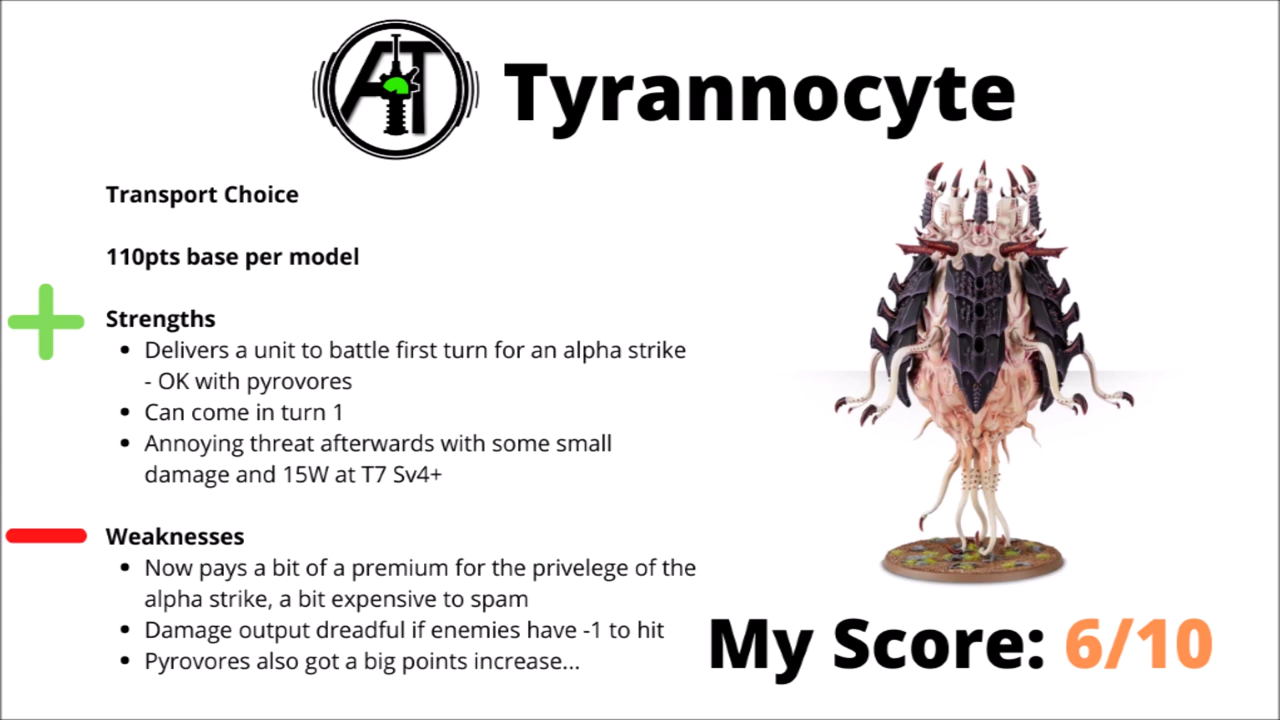 AT
Tyrannocyte
Transport Choice
110pts base per model
Strengths
• Delivers a unit to battle first turn for an alpha strike
- OK with pyrovores
• Can come in turn 1
• Annoying threat afterwards with some small
damage and 15W at T7 Sv4+
Weaknesses
• Now pays a bit of a premium for the privelege of the
alpha strike, a bit expensive to spam
• Damage output dreadful if enemies have -1 to hit
• Pyrovores also got a big points increase...
My Score: 6/10